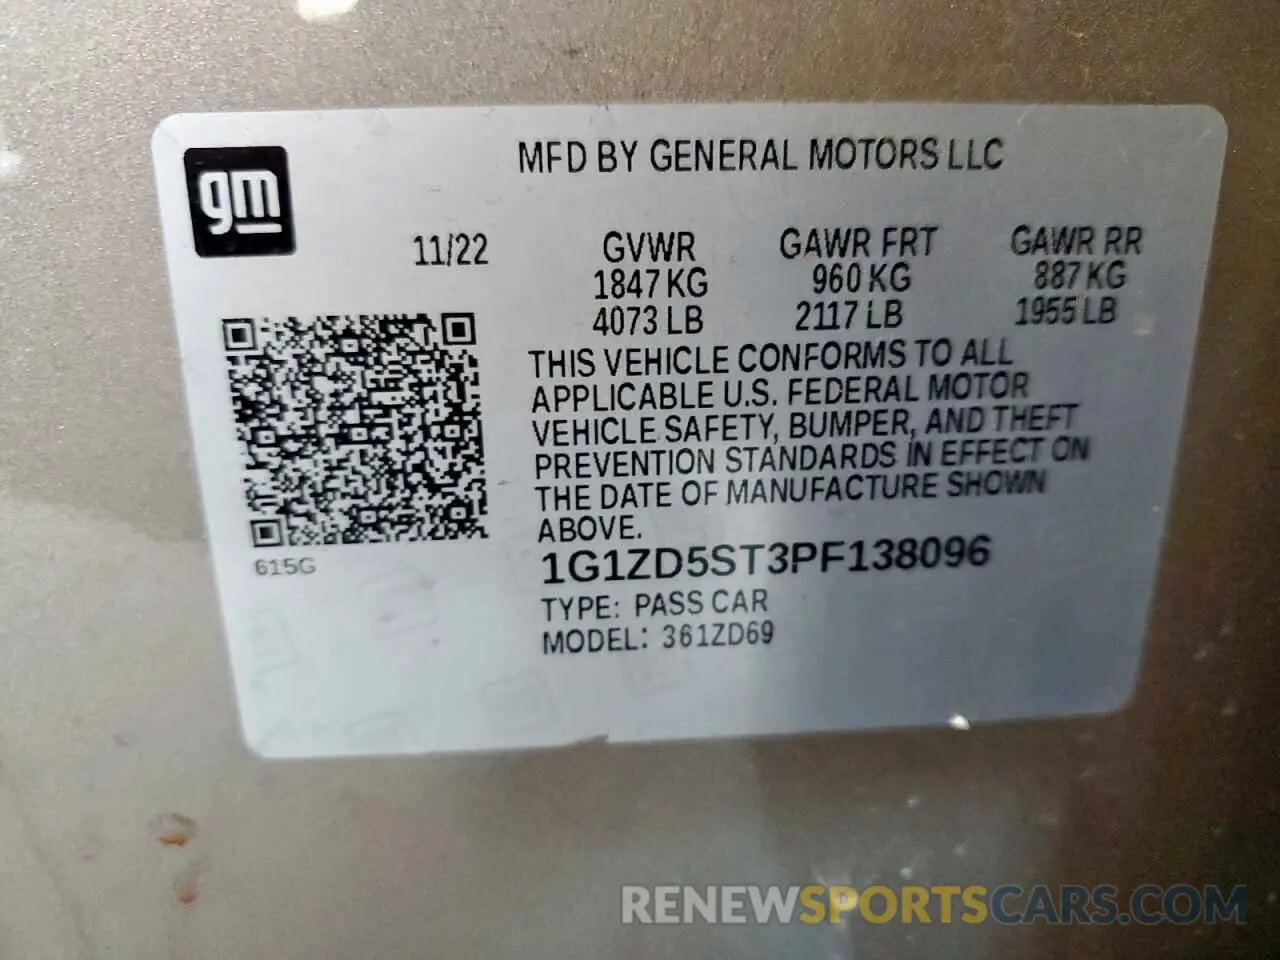 MFD BY GENERAL MOTORS LLC
gm
11/22
GVWR
1847 KG
4073 LB
GAWR FRT
960 KG
2117 LB
GAWR RR
887 KG
1955 LB
THIS VEHICLE CONFORMS TO ALL
APPLICABLE U.S. FEDERAL MOTOR
VEHICLE SAFETY, BUMPER, AND THEFT
PREVENTION STANDARDS IN EFFECT ON
THE DATE OF MANUFACTURE SHOWN
ABOVE.
615G
1G1ZD5ST3PF138096
TYPE: PASS CAR
MODEL: 361ZD69
RENEWSPORTSCARS.COM